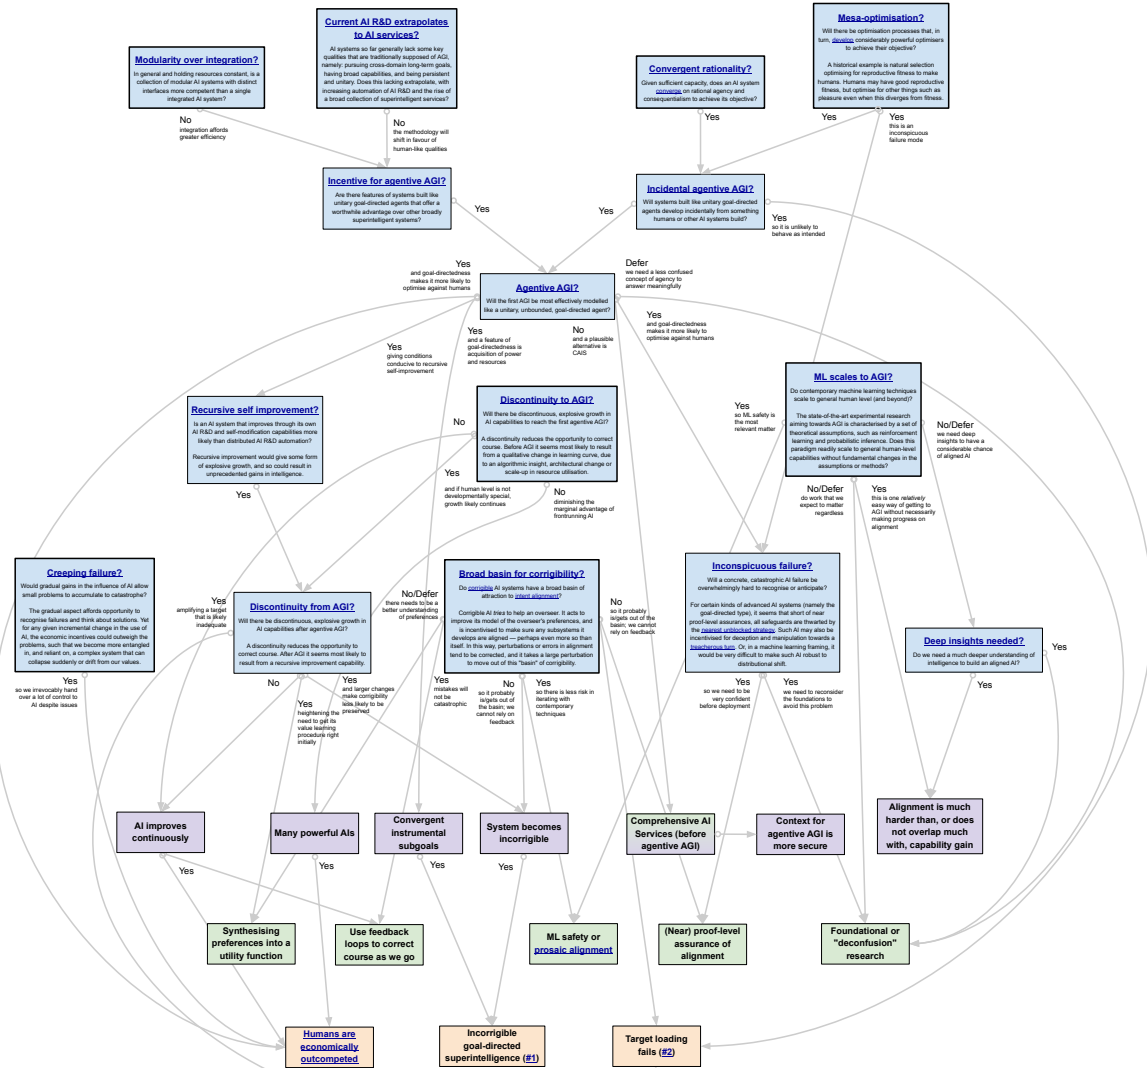 Modularity over integration?
In general and holding resources constant, is a
collection of modular AI systems with distinct
interfaces more competent than a single
integrated AI system?
Current AI R&D extrapolates
to AI services?
AI systems so far generally lack some key
qualities that are traditionally supposed of AGI,
namely: pursuing cross-domain long-term goals,
having broad capabilities, and being persistent
and unitary. Does this lacking extrapolate, with
increasing automation of AI R&D and the rise of
a broad collection of superintelligent services?
Convergent rationality?
Given sufficient capacity, does an AI system
converge on rational agency and
consequentialism to achieve its objective?
Mesa-optimisation?
Will there be optimisation processes that, in
turn, develop considerably powerful optimisers
to achieve their objective?
A historical example is natural selection
optimising for reproductive fitness to make
humans. Humans may have good reproductive
fitness, but optimise for other things such as
pleasure even when this diverges from fitness.
No
integration affords
greater efficiency
No
the methodology will
shift in favour of
human-like qualities
Yes
Yes
Yes
this is an
inconspicuous
failure mode
Incentive for agentive AGI?
Are there features of systems built like
unitary goal-directed agents that offer a
worthwhile advantage over other broadly
superintelligent systems?
Incidental agentive AGI?
Will systems built like unitary goal-directed
agents develop incidentally from something
humans or other AI systems build?
Yes
Yes
Yes
so it is unlikely to
behave as intended
Yes
and goal-directedness
makes it more likely to
optimise against humans
Defer
we need a less confused
concept of agency to
answer meaningfully
Agentive AGI?
Will the first AGI be most effectively modelled
like a unitary, unbounded, goal-directed agent?
Yes
giving conditions
conducive to recursive
self-improvement
Yes
and a feature of
goal-directedness is
acquisition of power
and resources
No
and a plausible
alternative is
CAIS
Yes
and goal-directedness
makes it more likely to
optimise against humans
Recursive self improvement?
Is an AI system that improves through its own
AI R&D and self-modification capabilities more
likely than distributed AI R&D automation?
Recursive improvement would give some form
of explosive growth, and so could result in
unprecedented gains in intelligence.
Discontinuity to AGI?
Will there be discontinuous, explosive growth in
AI capabilities to reach the first agentive AGI?
A discontinuity reduces the opportunity to correct
course. Before AGI it seems most likely to result
from a qualitative change in learning curve, due
to an algorithmic insight, architectural change or
scale-up in resource utilisation.
ML scales to AGI?
Do contemporary machine learning techniques
scale to general human level (and beyond)?
The state-of-the-art experimental research
aiming towards AGI is characterised by a set of
theoretical assumptions, such as reinforcement
learning and probabilistic inference. Does this
paradigm readily scale to general human-level
capabilities without fundamental changes in the
assumptions or methods?
No
Yes
so ML safety is
the most
relevant matter
No/Defer
we need deep
insights to have a
considerable chance
of aligned AI
Yes
Yes
and if human level is not
developmentally special,
growth likely continues
No
diminishing the
marginal advantage of
frontrunning AI
No/Defer
do work that we
expect to matter
regardless
Yes
this is one relatively
easy way of getting to
AGI without necessarily
making progress on
alignment
Creeping failure?
Would gradual gains in the influence of AI allow
small problems to accumulate to catastrophe?
The gradual aspect affords opportunity to
recognise failures and think about solutions. Yet
for any given incremental change in the use of
AI, the economic incentives could outweigh the
problems, such that we become more entangled
in, and reliant on, a complex system that can
collapse suddenly or drift from our values.
Yes
amplifying a target
that is likely
inadequate
Discontinuity from AGI?
Will there be discontinuous, explosive growth in
AI capabilities after agentive AGI?
A discontinuity reduces the opportunity to
correct course. After AGI it seems most likely to
result from a recursive improvement capability.
No/Defer
there needs to be a
better understanding
of preferences
Broad basin for corrigibility?
Do corrigible AI systems have a broad basin of
attraction to intent alignment?
Corrigible AI tries to help an overseer. It acts to
improve its model of the overseer's preferences, and
is incentivised to make sure any subsystems it
develops are aligned — perhaps even more so than
itself. In this way, perturbations or errors in alignment
tend to be corrected, and it takes a large perturbation
to move out of this "basin" of corrigibility.
No
so it probably
is/gets out of the
basin; we cannot
rely on feedback
Inconspicuous failure?
Will a concrete, catastrophic AI failure be
overwhelmingly hard to recognise or anticipate?
For certain kinds of advanced AI systems (namely the
goal-directed type), it seems that short of near
proof-level assurances, all safeguards are thwarted by
the nearest unblocked strategy. Such AI may also be
incentivised for deception and manipulation towards a
treacherous turn. Or, in a machine learning framing, it
would be very difficult to make such AI robust to
distributional shift.
Deep insights needed?
Do we need a much deeper understanding of
intelligence to build an aligned AI?
Yes
Yes
so we irrevocably hand
over a lot of control to
AI despite issues
No
Yes
heightening the
need to get its
value learning
procedure right
initially
Yes
and larger changes
make corrigibility
less likely to be
preserved
Yes
mistakes will
not be
catastrophic
No
so it probably
is/gets out of
the basin; we
cannot rely on
feedback
Yes
so there is less risk in
iterating with
contemporary
techniques
Yes
so we need to be
very confident
before deployment
Yes
we need to reconsider
the foundations to
avoid this problem
Yes
AI improves
continuously
Many powerful AIs
Convergent
instrumental
subgoals
System becomes
incorrigible
Comprehensive AI
Services (before
agentive AGI)
Context for
agentive AGI is
more secure
Alignment is much
harder than, or does
not overlap much
with, capability gain
Yes
Yes
Yes
Yes
Synthesising
preferences into a
utility function
Use feedback
loops to correct
course as we go
ML safety or
prosaic alignment
(Near) proof-level
assurance of
alignment
Foundational or
"deconfusion"
research
Humans are
economically
outcompeted
Incorrigible
goal-directed
superintelligence (#1)
Target loading
fails (#2)